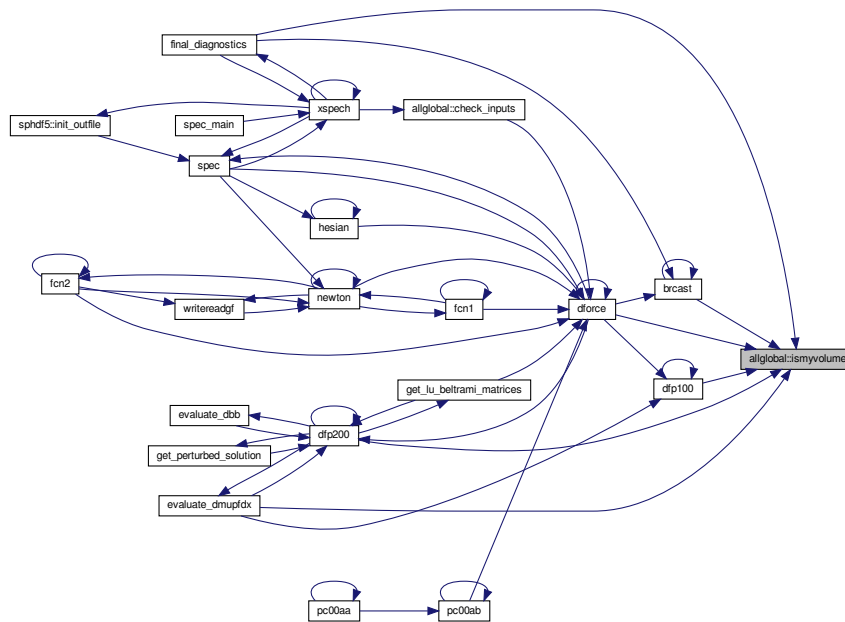 final_diagnostics
xspech
allglobal::check_inputs
sphdf5::init_outfile
spec_main
spec
hesian
fcn2
brcast
newton
writereadgf
fcn1
dforce
allglobal::ismyvolume
get_lu_beltrami_matrices
dfp100
evaluate_dbb
dfp200
get_perturbed_solution
evaluate_dmupfdx
pc00aa
pc00ab